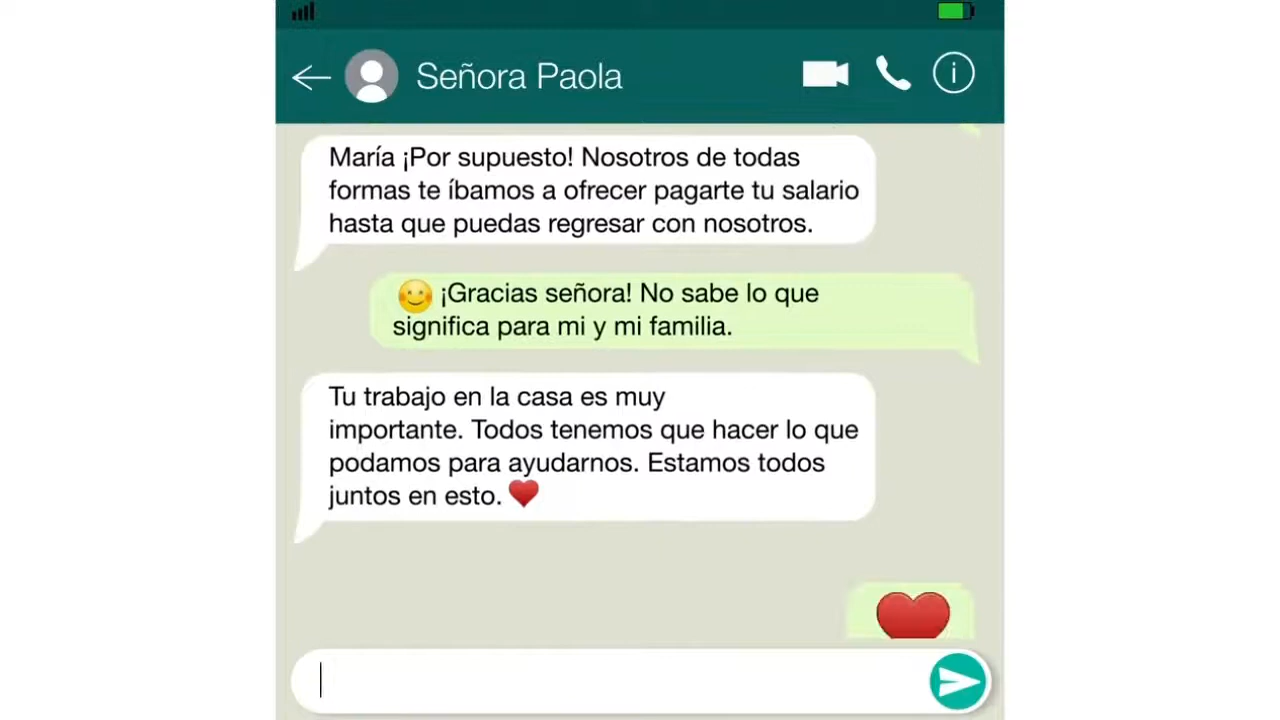 Señora Paola
María ¡Por supuesto! Nosotros de todas
formas te íbamos a ofrecer pagarte tu salario
hasta que puedas regresar con nosotros.
😊 ¡Gracias señora! No sabe lo que
significa para mi y mi familia.
Tu trabajo en la casa es muy
importante. Todos tenemos que hacer lo que
podamos para ayudarnos. Estamos todos
juntos en esto. ♥️
♥️